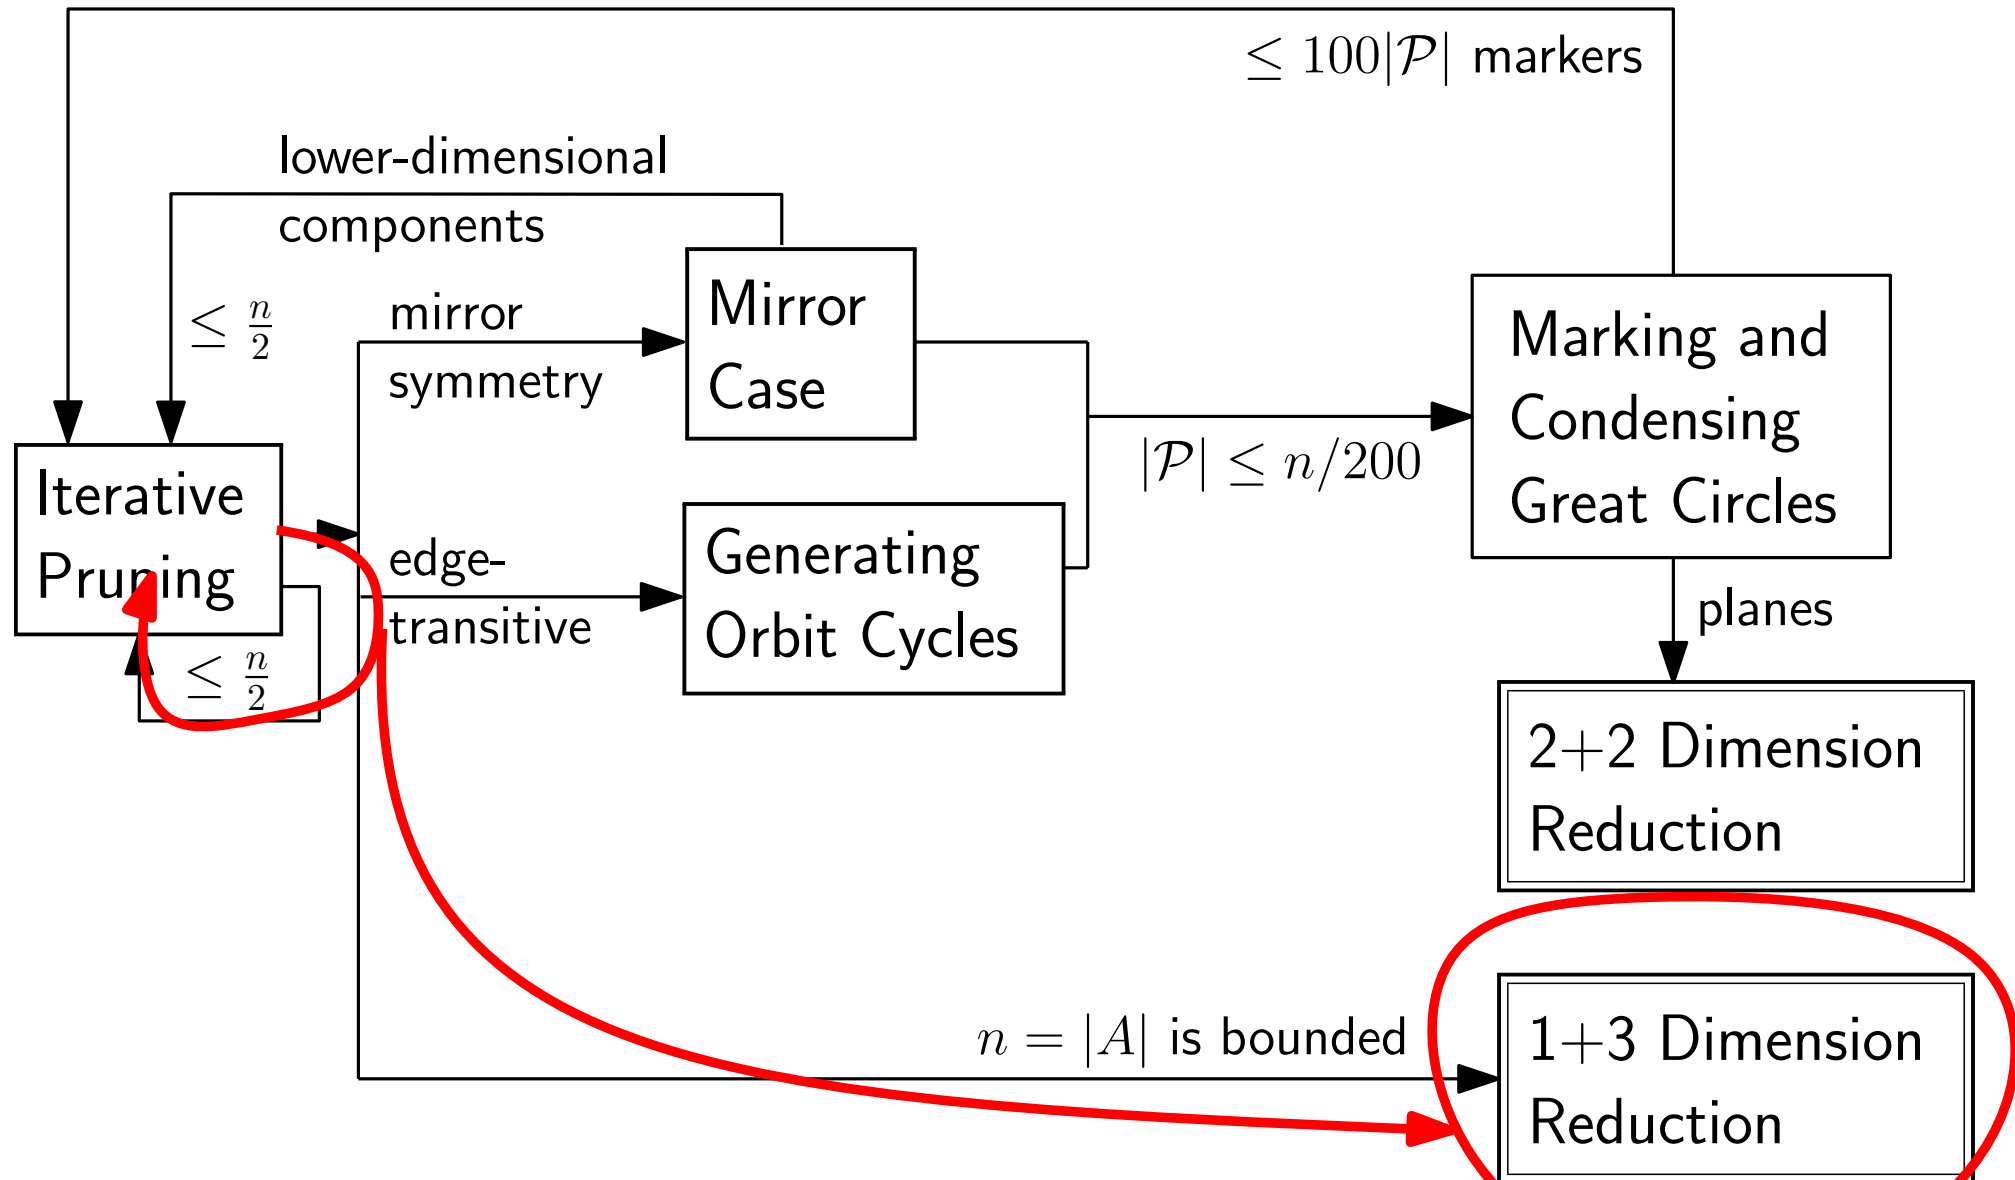 ≤ 100|𝒫| markers
lower-dimensional
components
≤ n/2
mirror
symmetry
Mirror
Case
Marking and
Condensing
Great Circles
|𝒫| ≤ n/200
Iterative
Pruning
≤ n/2
edge-
transitive
Generating
Orbit Cycles
planes
2+2 Dimension
Reduction
n = |A| is bounded
1+3 Dimension
Reduction